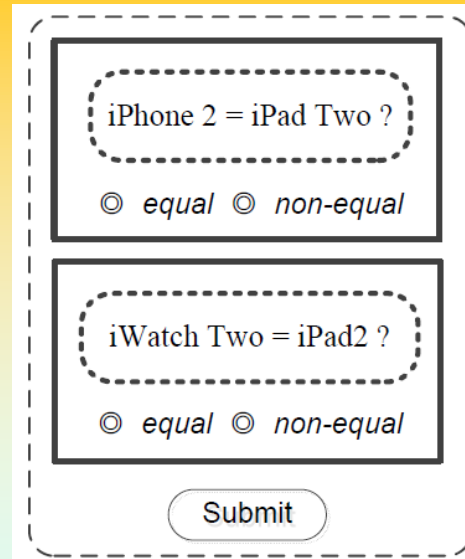 iPhone 2 = iPad Two ?
◎ equal ◎ non-equal
iWatch Two = iPad2 ?
◎ equal ◎ non-equal
Submit